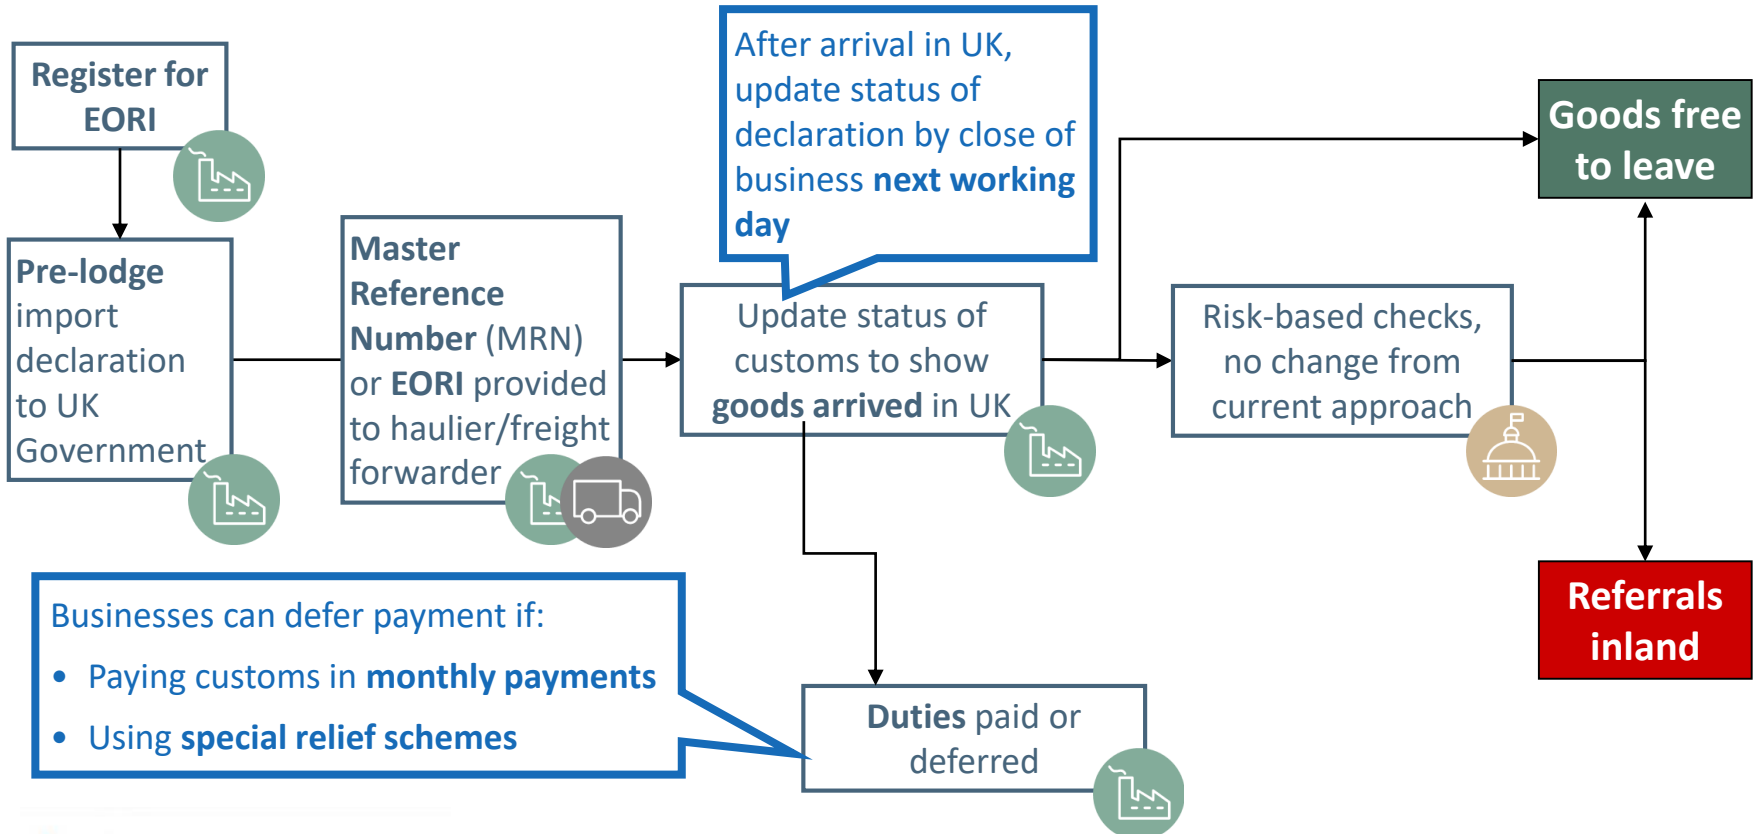 Register for
EORI
Pre-lodge
import
declaration
to UK
Government
Master
Reference
Number (MRN)
or EORI provided
to haulier/freight
forwarder
After arrival in UK,
update status of
declaration by close of
business next working
day
Update status of
customs to show
goods arrived in UK
Risk-based checks,
no change from
current approach
Goods free
to leave
Referrals
inland
Businesses can defer payment if:
• Paying customs in monthly payments
• Using special relief schemes
Duties paid or
deferred